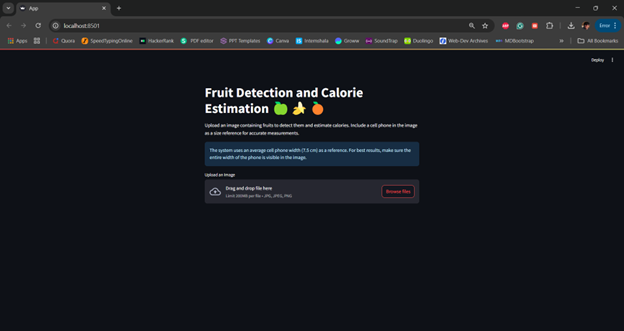 App
localhost:8501
Error
Apps
Quora
SpeedTypingOnline
HackerRank
PDF editor
PPT Templates
Canva
Internshala
Groww
SoundTrap
Duolingo
Web-Dev Archives
MDBootstrap
All Bookmarks
Deploy
Fruit Detection and Calorie
Estimation
Upload an image containing fruits to detect them and estimate calories. Include a cell phone in the image
as a size reference for accurate measurements.
The system uses an average cell phone width (7.5 cm) as a reference. For best results, make sure the
entire width of the phone is visible in the image.
Upload an image
Drag and drop file here
Limit 200MB per file • JPG, JPEG, PNG
Browse files